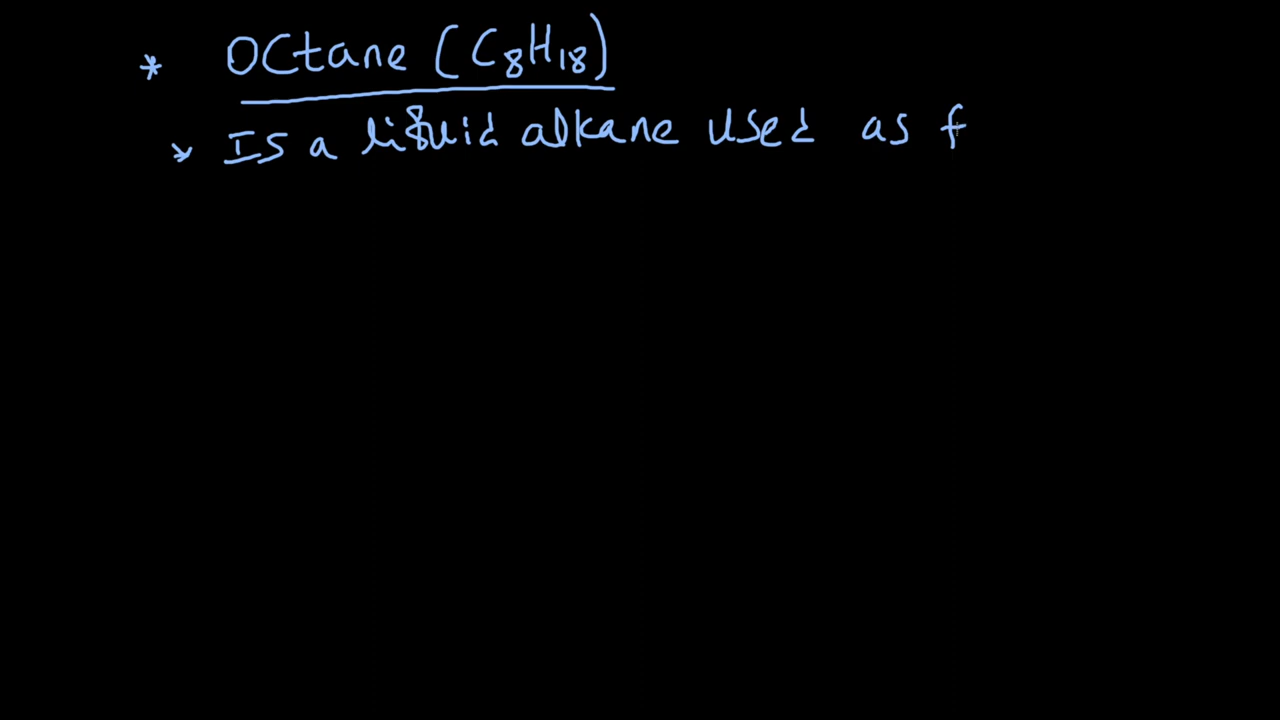 * Octane (C₈H₁₈)
* Is a liquid alkane used as f